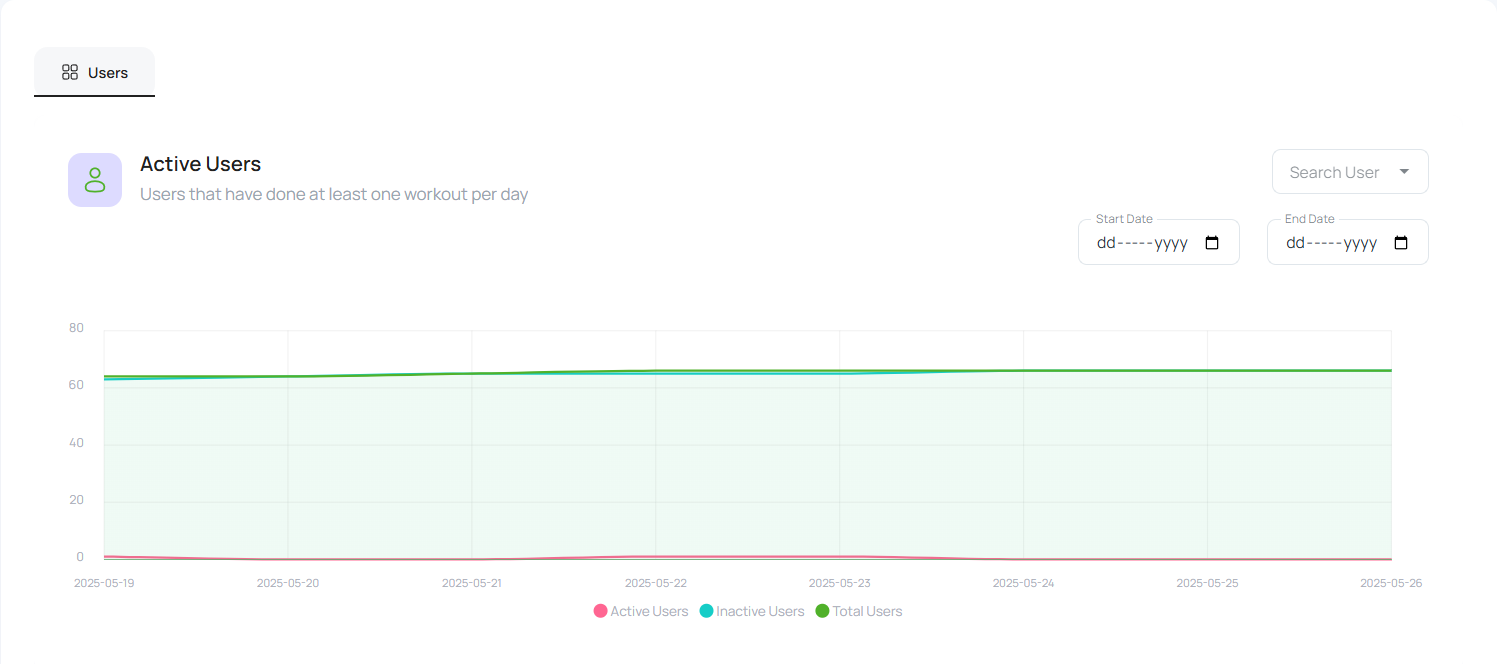 Users
Active Users
Users that have done at least one workout per day
Search User
Start Date
End Date
dd-----yyyy
dd-----yyyy
80
60
40
20
0
2025-05-19 2025-05-20 2025-05-21 2025-05-22 2025-05-23 2025-05-24 2025-05-25 2025-05-26
Active Users Inactive Users Total Users